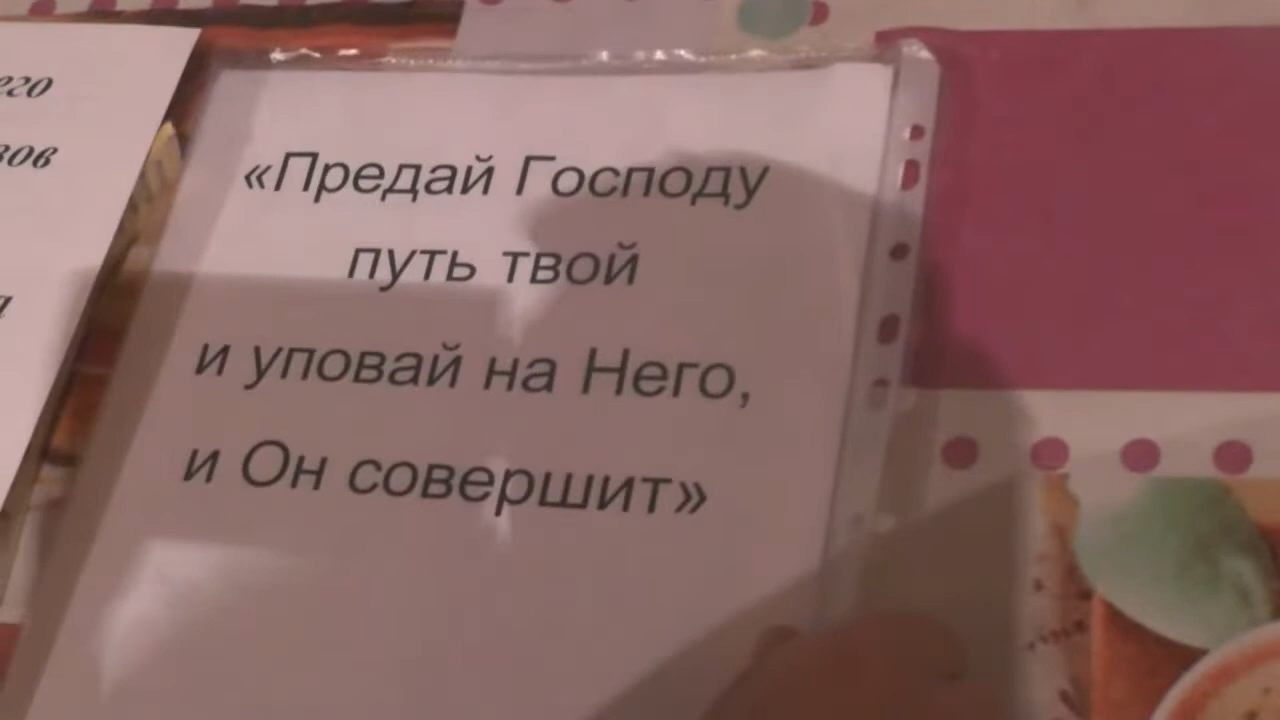 «Предай Господу
путь твой
и уповай на Него,
и Он совершит»